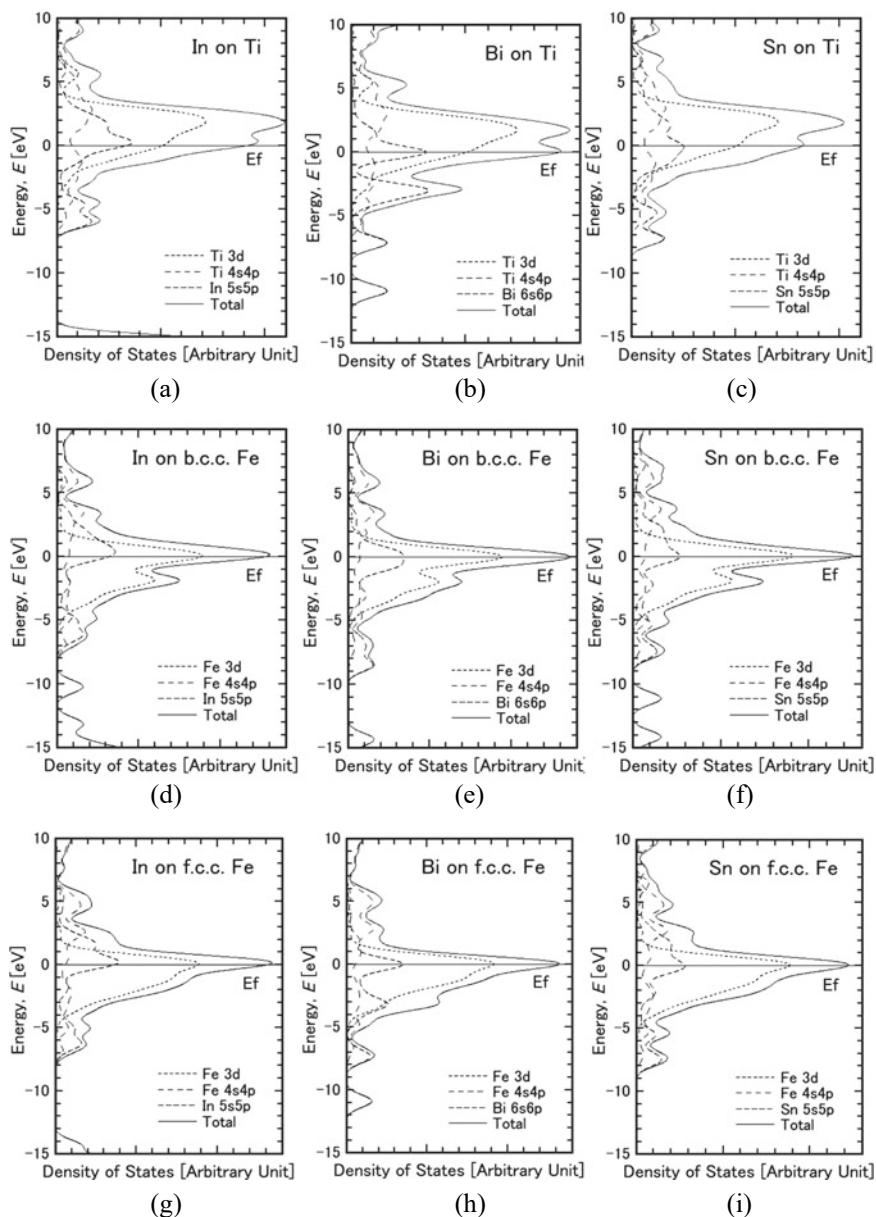 In on Ti
Energy, E [eV]
10
5
0
-5
-10
-15
Ef
Ti 3d
Ti 4s4p
In 5s5p
Total
Density of States [Arbitrary Unit]
(a)
Bi on Ti
Energy, E [eV]
10
5
0
-5
-10
-15
Ef
Ti 3d
Ti 4s4p
Bi 6s6p
Total
Density of States [Arbitrary Unit]
(b)
Sn on Ti
Energy, E [eV]
10
5
0
-5
-10
-15
Ef
Ti 3d
Ti 4s4p
Sn 5s5p
Total
Density of States [Arbitrary Unit]
(c)
In on b.c.c. Fe
Energy, E [eV]
10
5
0
-5
-10
-15
Ef
Fe 3d
Fe 4s4p
In 5s5p
Total
Density of States [Arbitrary Unit]
(d)
Bi on b.c.c. Fe
Energy, E [eV]
10
5
0
-5
-10
-15
Ef
Fe 3d
Fe 4s4p
Bi 6s6p
Total
Density of States [Arbitrary Unit]
(e)
Sn on b.c.c. Fe
Energy, E [eV]
10
5
0
-5
-10
-15
Ef
Fe 3d
Fe 4s4p
Sn 5s5p
Total
Density of States [Arbitrary Unit]
(f)
In on f.c.c. Fe
Energy, E [eV]
10
5
0
-5
-10
-15
Ef
Fe 3d
Fe 4s4p
In 5s5p
Total
Density of States [Arbitrary Unit]
(g)
Bi on f.c.c. Fe
Energy, E [eV]
10
5
0
-5
-10
-15
Ef
Fe 3d
Fe 4s4p
Bi 6s6p
Total
Density of States [Arbitrary Unit]
(h)
Sn on f.c.c. Fe
Energy, E [eV]
10
5
0
-5
-10
-15
Ef
Fe 3d
Fe 4s4p
Sn 5s5p
Total
Density of States [Arbitrary Unit]
(i)